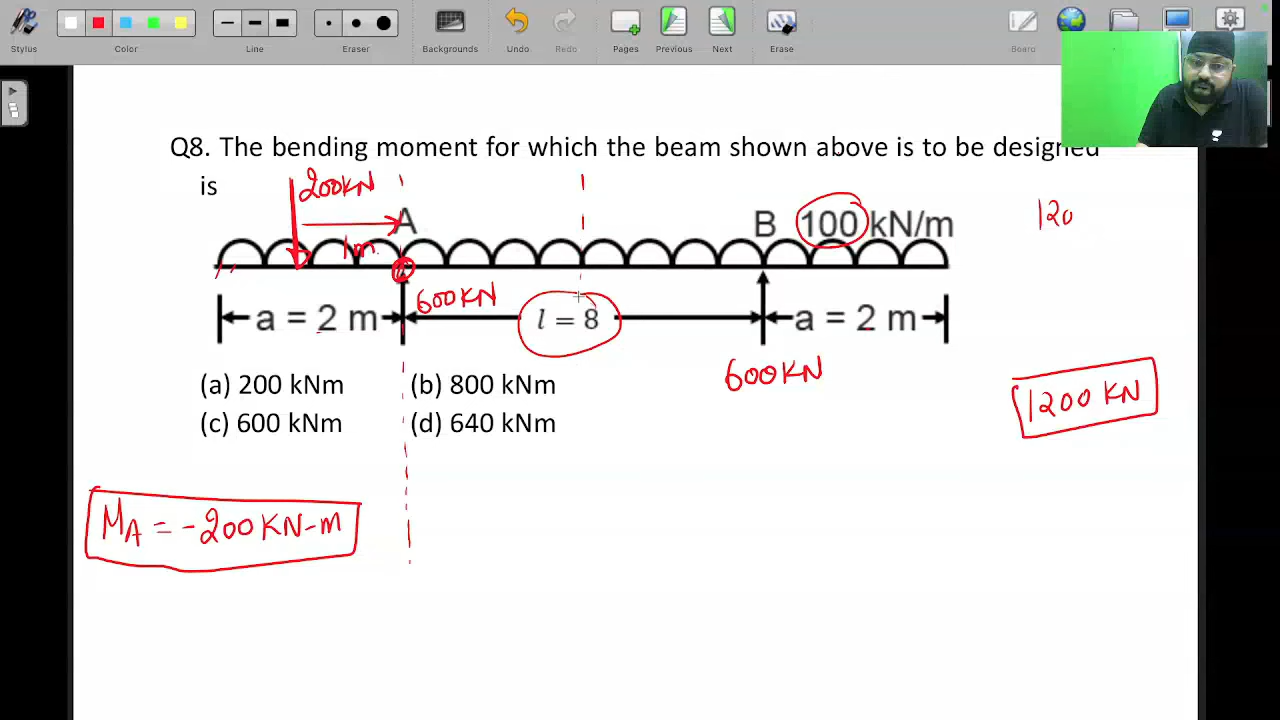 Stylus
Color
Line
Eraser
Backgrounds
Undo
Redo
Pages
Previous
Next
Erase
Board
Q8. The bending moment for which the beam shown above is to be designed
is
200KN
A
B 100 kN/m
120
1m
600KN
a = 2 m
l = 8
a = 2 m
600KN
(a) 200 kNm (b) 800 kNm
(c) 600 kNm (d) 640 kNm
1200 KN
MA = -200KN-m